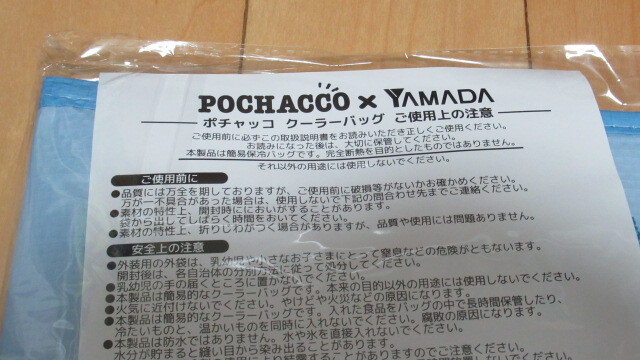 POCHACCO × YAMADA
ポチャッコ クーラーバッグ ご使用上の注意
ご使用前に必ずこの取扱説明書をお読みいただき正しくご使用ください。
お読みになった後は、大切に保管してください。
本製品は簡易保冷バッグです。完全断熱を目的としたものではありません。
それ以外の用途には使用しないでください。
ご使用前に
●品質には万全を期しておりますが、ご使用前に破損等がないかお確かめください。
万が一不具合があった場合は、使用しないで下記の問合わせ先までご連絡ください。
●素材の特性上、開封時ににおいがすることがあります。
袋から出してしばらく時間をおいてください。
●素材の特性上、折りじわがつく場合がありますが、品質や使用には問題ありません。
安全上の注意
●外装用の外袋は、乳幼児や小さなお子さまにとって窒息などの危険がともないます。
開封後は、各自治体の分別方法に従って処分してください。
●乳幼児の手の届くところに置かないでください。
●本製品は簡易的なクーラーバッグです。本来の目的以外の用途には使用しないでください。
●火気に近付けないでください。やけどや火災などの原因になります。
●本製品は簡易的なクーラーバッグです。入れた食品をバッグの中で長時間保管したり、
冷たいものと、温かいものを同時に入れないでください。腐敗の原因になります。
●本製品は防水ではありません。水や氷を直接入れないでください。
水分が貯まると縫い目から染み出ることがあります。